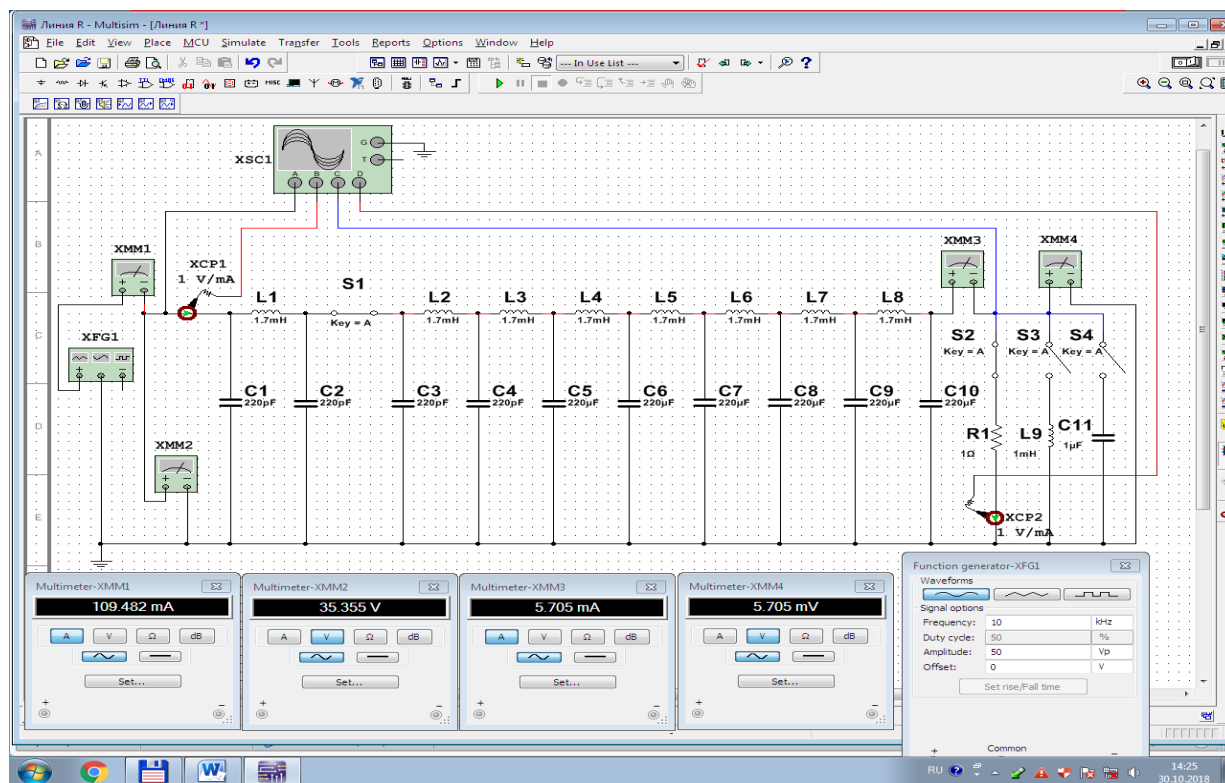 Линия R - Multisim - [Линия R *]
File Edit View Place MCU Simulate Transfer Tools Reports Options Window Help
--- In Use List ---
MISC
A
B
C
D
E
A
C
D
E
XSC1
G
T
A B C D
XMM1
XCP1
1 V/mA
S1
Key = A
XMM3
XMM4
L1
1.7mH
L2
1.7mH
L3
1.7mH
L4
1.7mH
L5
1.7mH
L6
1.7mH
L7
1.7mH
L8
1.7mH
XFG1
S2
Key = A
S3
Key = A
S4
Key = A
C1
220pF
C2
220pF
C3
220pF
C4
220pF
C5
220pF
C6
220µF
C7
220µF
C8
220µF
C9
220µF
C10
220µF
R1
1Ω
L9
1mH
C11
1µF
XMM2
XCP2
1 V/mA
Multimeter-XMM1
109.482 mA
A V Ω dB
Set...
+ −
Multimeter-XMM2
35.355 V
A V Ω dB
Set...
+ −
Multimeter-XMM3
5.705 mA
A V Ω dB
Set...
+ −
Multimeter-XMM4
5.705 mV
A V Ω dB
Set...
+ −
Function generator-XFG1
Waveforms
Signal options
Frequency: 10 kHz
Duty cycle: 50 %
Amplitude: 50 Vp
Offset: 0 V
Set rise/Fall time
+ Common −
RU
14:25
30.10.2018